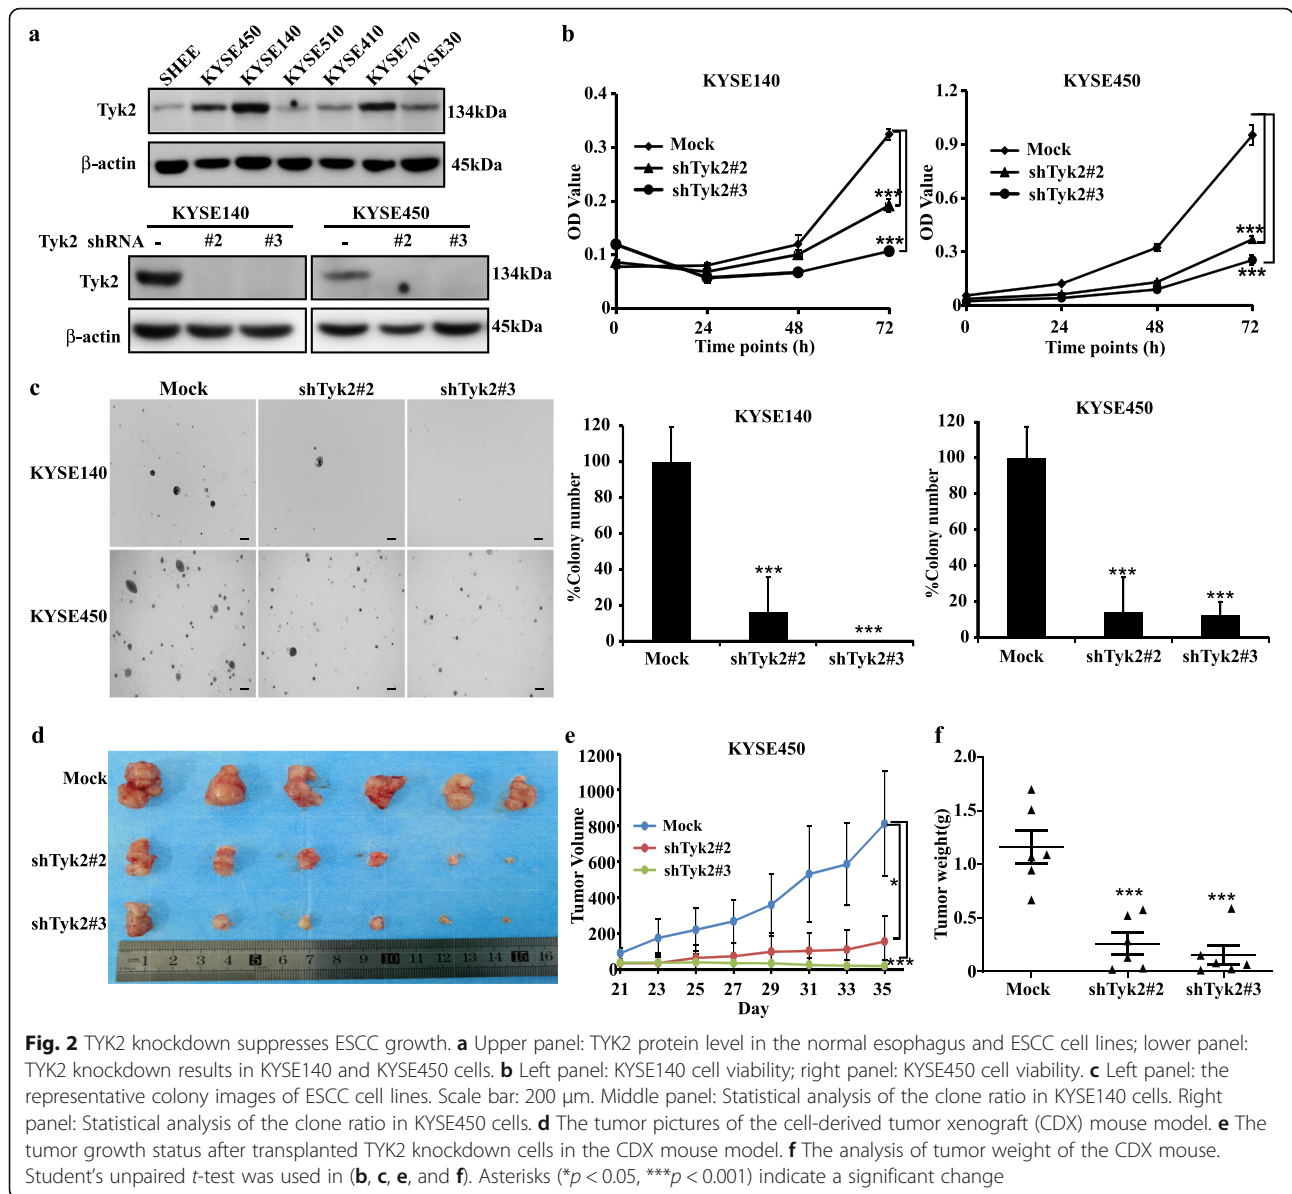 a
SHEE
KYSE450
KYSE140
KYSE510
KYSE410
KYSE70
KYSE30
Tyk2
134kDa
β-actin
45kDa
KYSE140
KYSE450
Tyk2 shRNA - #2 #3 - #2 #3
Tyk2
134kDa
β-actin
45kDa
b
KYSE140
0.4
0.3
0.2
0.1
0
OD Value
Mock
shTyk2#2
shTyk2#3
***
***
0 24 48 72
Time points (h)
KYSE450
1.2
0.9
0.6
0.3
0
OD Value
Mock
shTyk2#2
shTyk2#3
***
***
0 24 48 72
Time points (h)
c
Mock shTyk2#2 shTyk2#3
KYSE140
KYSE450
KYSE140
120
100
80
60
40
20
0
%Colony number
***
***
Mock shTyk2#2 shTyk2#3
KYSE450
120
100
80
60
40
20
0
%Colony number
***
***
Mock shTyk2#2 shTyk2#3
d
Mock
shTyk2#2
shTyk2#3
cm 1 2 3 4 5 6 7 8 9 10 11 12 13 14 15 16
e
KYSE450
1200
1000
800
600
400
200
0
Tumor Volume
Mock
shTyk2#2
shTyk2#3
*
***
21 23 25 27 29 31 33 35
Day
f
2.0
1.5
1.0
0.5
0
Tumor weight(g)
***
***
Mock shTyk2#2 shTyk2#3
Fig. 2 TYK2 knockdown suppresses ESCC growth. a Upper panel: TYK2 protein level in the normal esophagus and ESCC cell lines; lower panel:
TYK2 knockdown results in KYSE140 and KYSE450 cells. b Left panel: KYSE140 cell viability; right panel: KYSE450 cell viability. c Left panel: the
representative colony images of ESCC cell lines. Scale bar: 200 μm. Middle panel: Statistical analysis of the clone ratio in KYSE140 cells. Right
panel: Statistical analysis of the clone ratio in KYSE450 cells. d The tumor pictures of the cell-derived tumor xenograft (CDX) mouse model. e The
tumor growth status after transplanted TYK2 knockdown cells in the CDX mouse model. f The analysis of tumor weight of the CDX mouse.
Student's unpaired t-test was used in (b, c, e, and f). Asterisks (*p < 0.05, ***p < 0.001) indicate a significant change